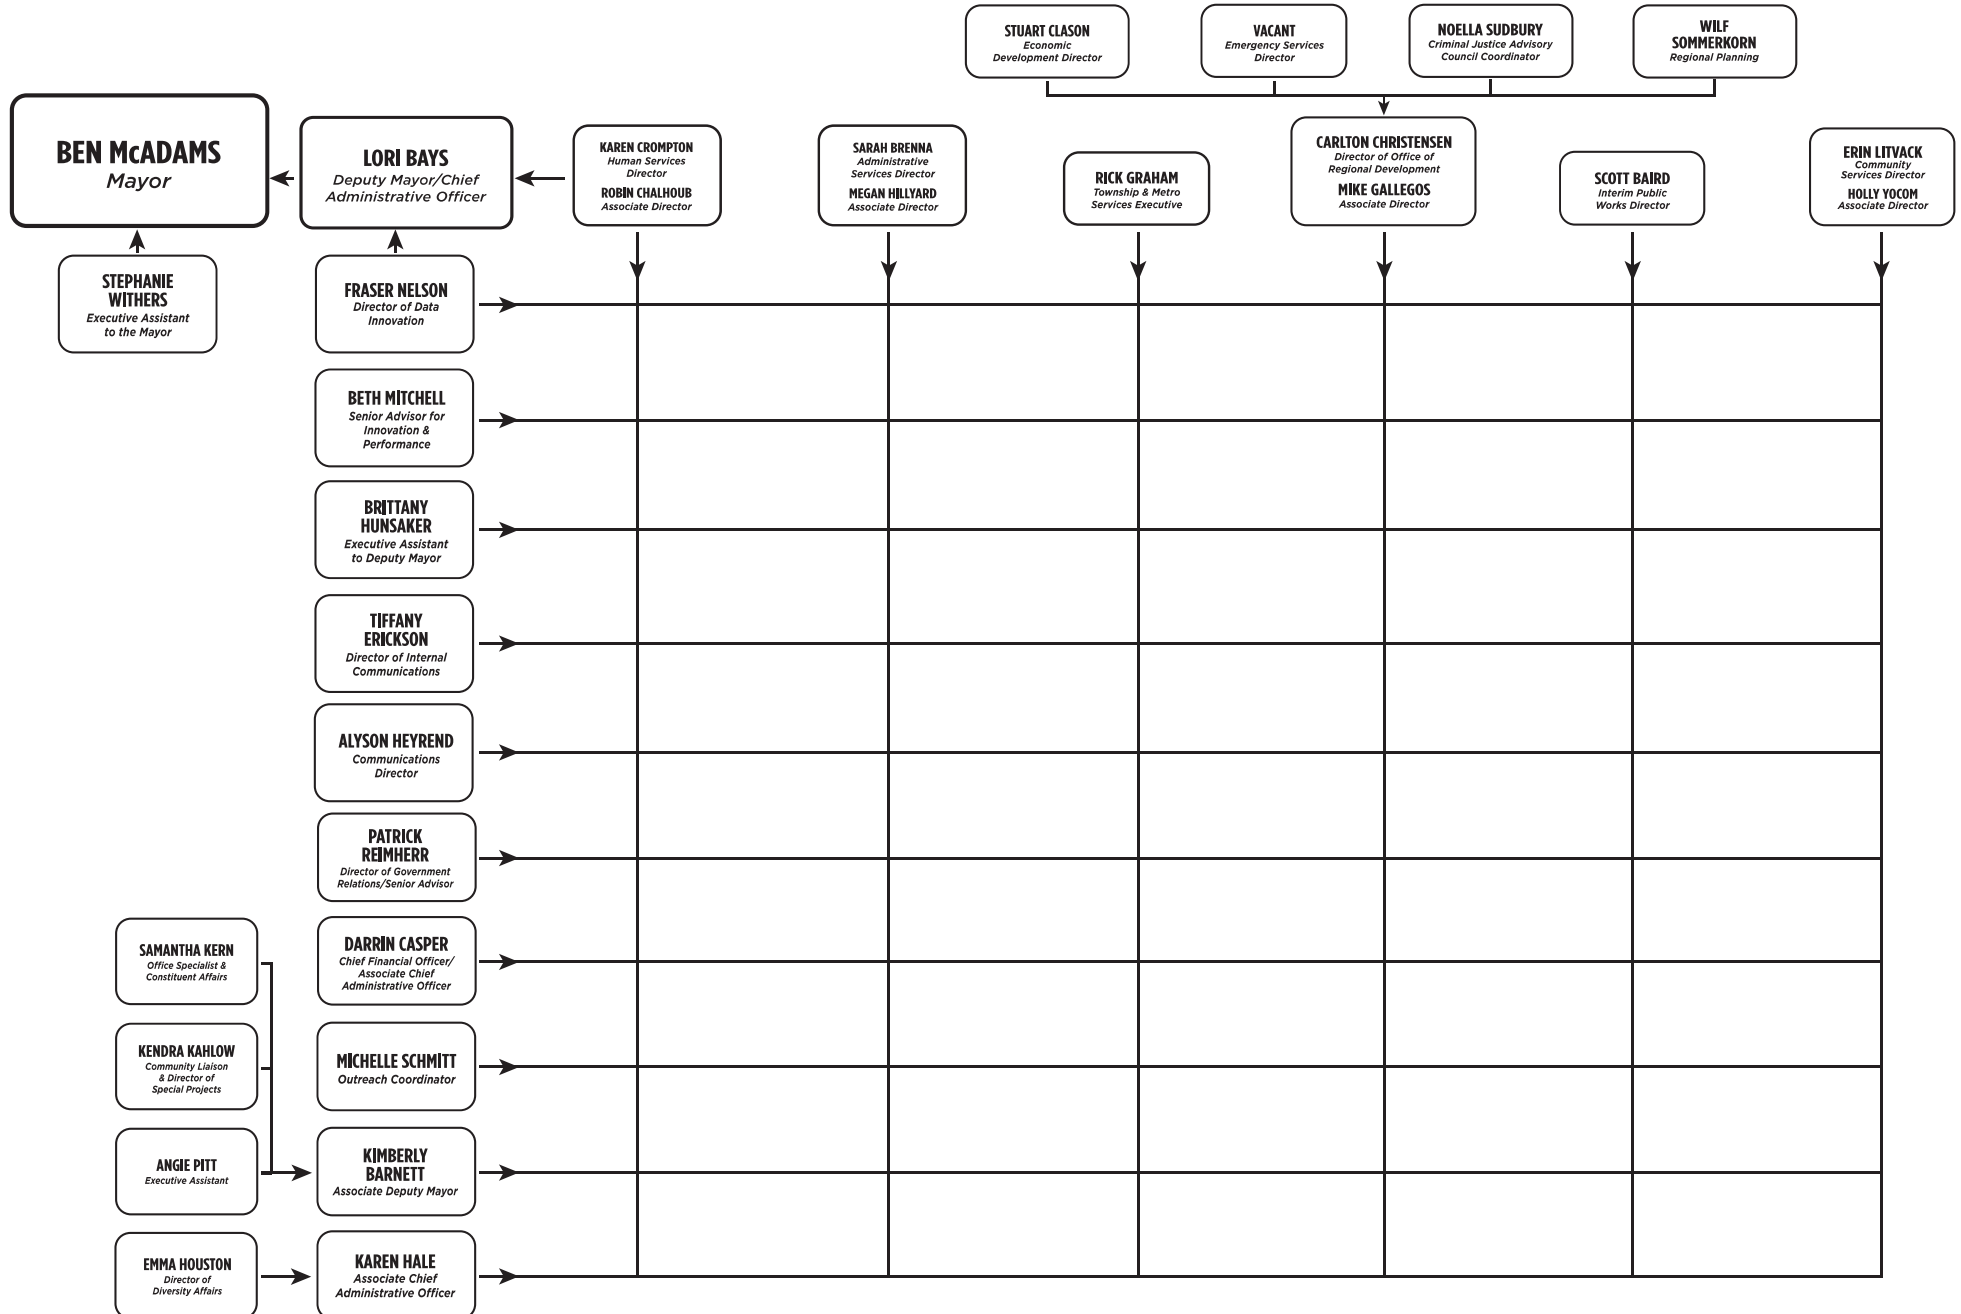 STUART CLASON
Economic
Development Director
VACANT
Emergency Services
Director
NOELLA SUDBURY
Criminal Justice Advisory
Council Coordinator
WILF
SOMMERKORN
Regional Planning
BEN McADAMS
Mayor
LORI BAYS
Deputy Mayor/Chief
Administrative Officer
KAREN CROMPTON
Human Services
Director
ROBIN CHALHOUB
Associate Director
SARAH BRENNA
Administrative
Services Director
MEGAN HILLYARD
Associate Director
RICK GRAHAM
Township & Metro
Services Executive
CARLTON CHRISTENSEN
Director of Office of
Regional Development
MIKE GALLEGOS
Associate Director
SCOTT BAIRD
Interim Public
Works Director
ERIN LITVACK
Community
Services Director
HOLLY YOCOM
Associate Director
STEPHANIE
WITHERS
Executive Assistant
to the Mayor
FRASER NELSON
Director of Data
Innovation
BETH MITCHELL
Senior Advisor for
Innovation &
Performance
BRITTANY
HUNSAKER
Executive Assistant
to Deputy Mayor
TIFFANY
ERICKSON
Director of Internal
Communications
ALYSON HEYREND
Communications
Director
PATRICK
REIMHERR
Director of Government
Relations/Senior Advisor
SAMANTHA KERN
Office Specialist &
Constituent Affairs
DARRIN CASPER
Chief Financial Officer/
Associate Chief
Administrative Officer
KENDRA KAHLOW
Community Liaison
& Director of
Special Projects
MICHELLE SCHMITT
Outreach Coordinator
ANGIE PITT
Executive Assistant
KIMBERLY
BARNETT
Associate Deputy Mayor
EMMA HOUSTON
Director of
Diversity Affairs
KAREN HALE
Associate Chief
Administrative Officer